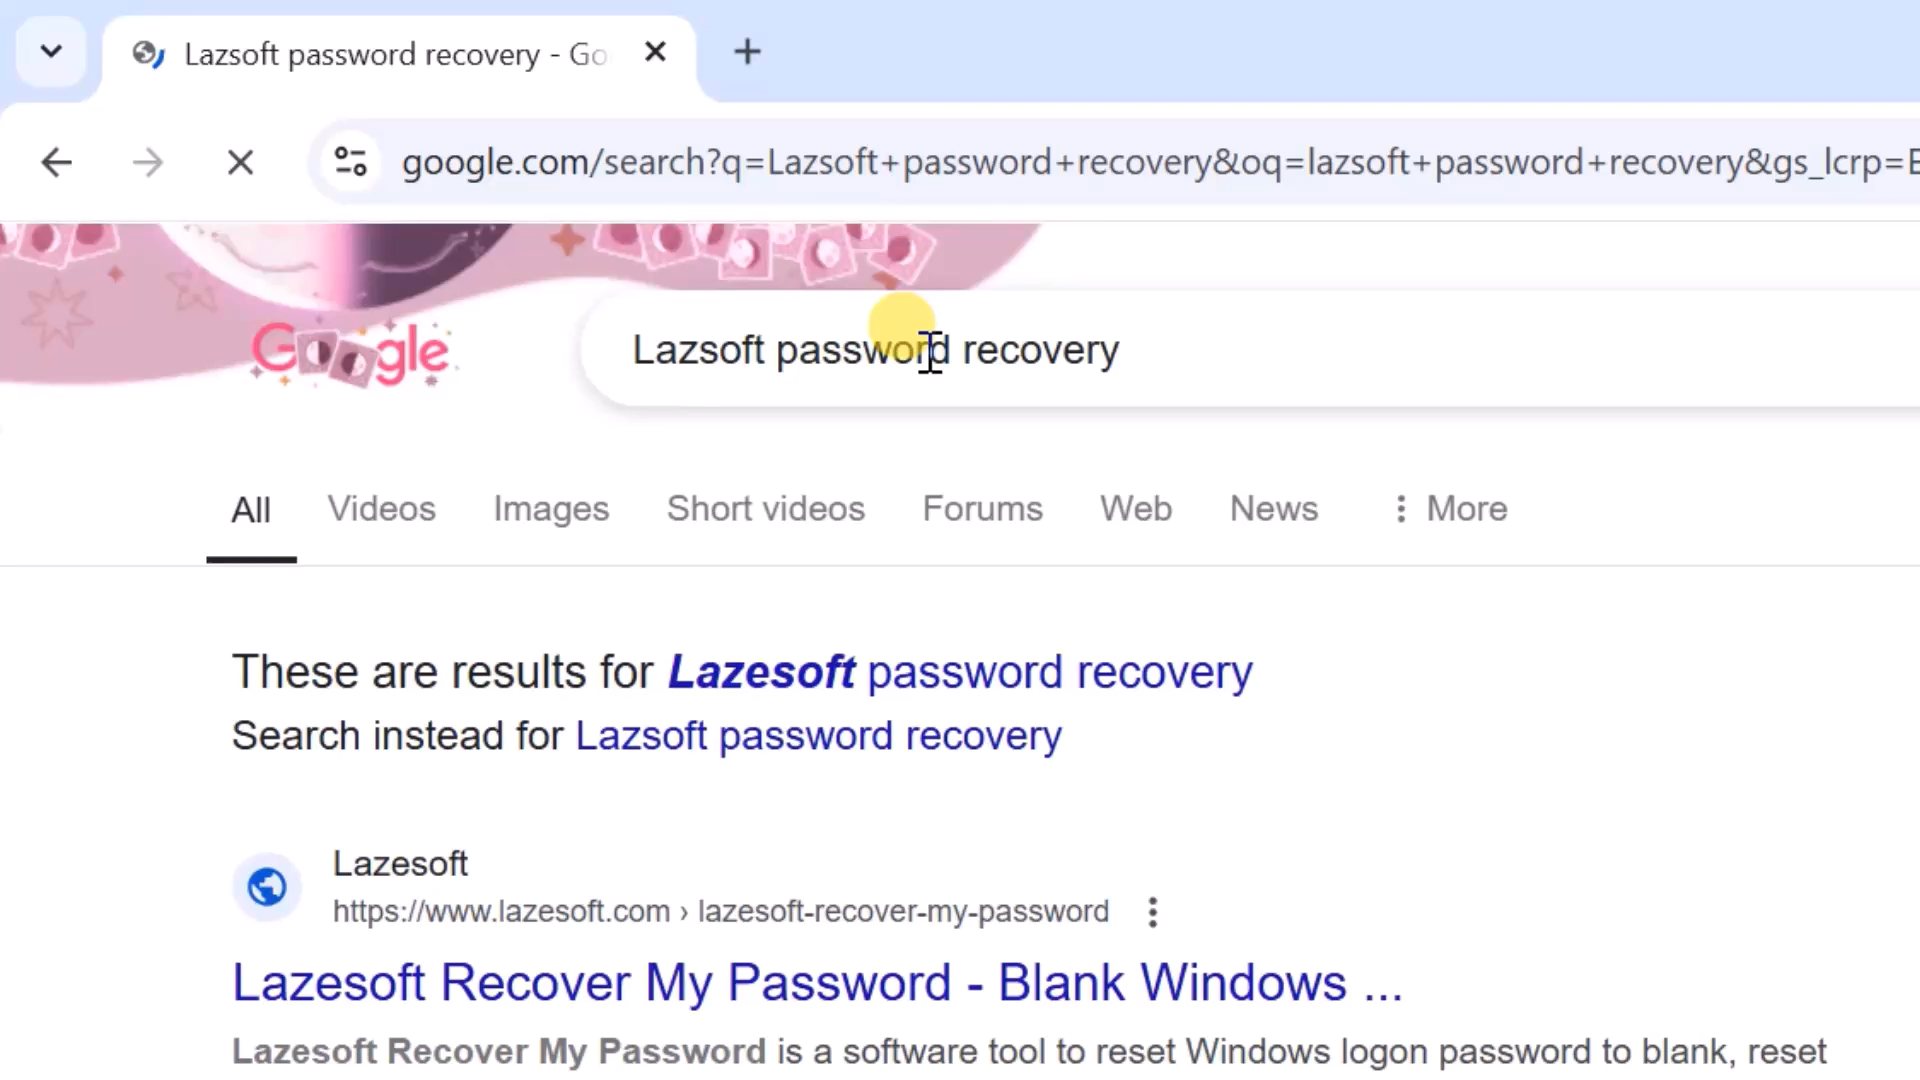 Lazsoft password recovery - Go
google.com/search?q=Lazsoft+password+recovery&oq=lazsoft+password+recovery&gs_lcrp=E
Google
Lazsoft password recovery
All Videos Images Short videos Forums Web News More
These are results for Lazesoft password recovery
Search instead for Lazsoft password recovery
Lazesoft
https://www.lazesoft.com › lazesoft-recover-my-password
Lazesoft Recover My Password - Blank Windows ...
Lazesoft Recover My Password is a software tool to reset Windows logon password to blank, reset